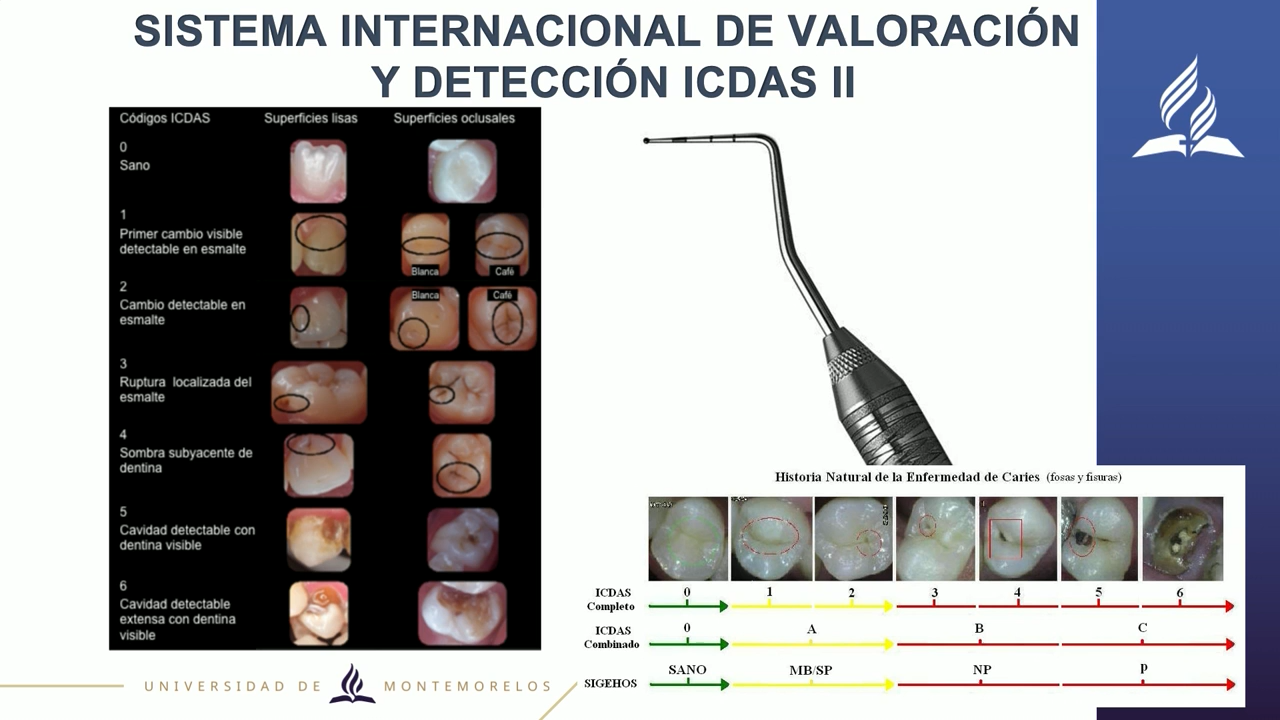 SISTEMA INTERNACIONAL DE VALORACIÓN
Y DETECCIÓN ICDAS II
Códigos ICDAS
Superficies lisas
Superficies oclusales
0
Sano
1
Primer cambio visible
detectable en esmalte
Blanca
Café
2
Cambio detectable en
esmalte
Blanca
Café
3
Ruptura localizada del
esmalte
4
Sombra subyacente de
dentina
5
Cavidad detectable con
dentina visible
6
Cavidad detectable
extensa con dentina
visible
Historia Natural de la Enfermedad de Caries (fosas y fisuras)
ICDAS
Completo
0 1 2 3 4 5 6
ICDAS
Combinado
0 A B C
SIGEHOS
SANO MB/SP NP P
UNIVERSIDAD DE MONTEMORELOS